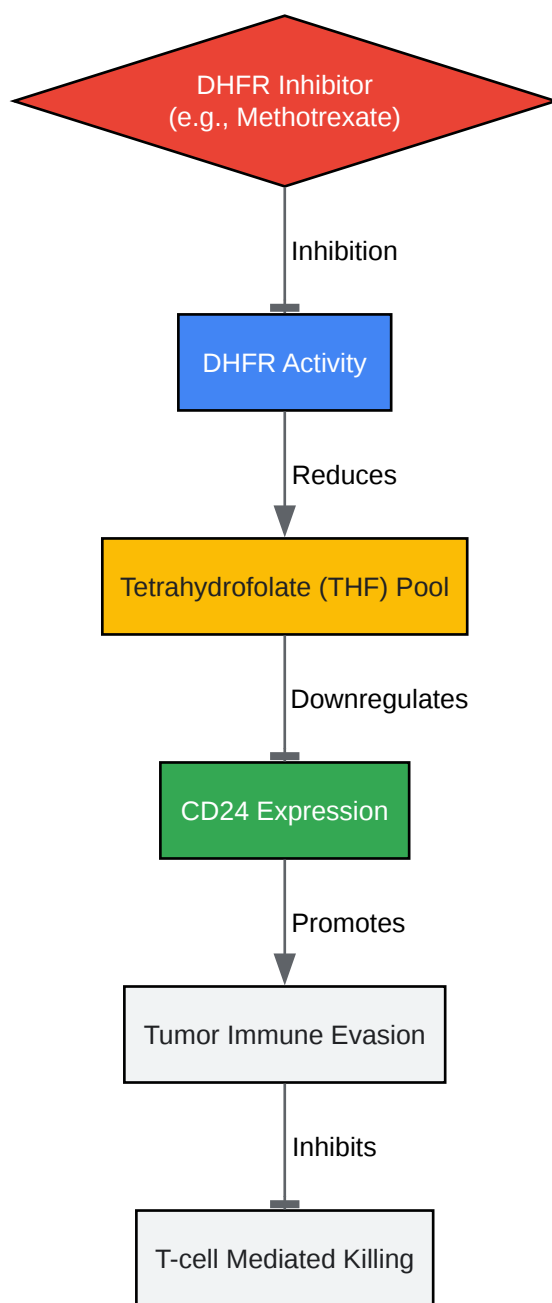 DHFR Inhibitor
(e.g., Methotrexate)
Inhibition
DHFR Activity
Reduces
Tetrahydrofolate (THF) Pool
Downregulates
CD24 Expression
Promotes
Tumor Immune Evasion
Inhibits
T-cell Mediated Killing